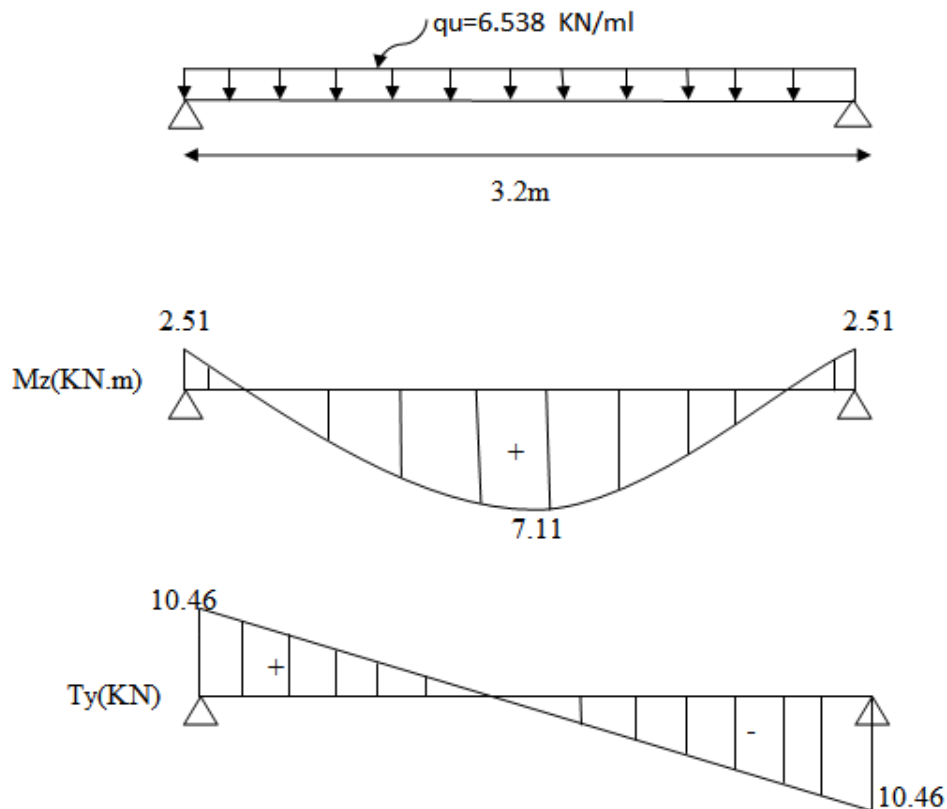 qu=6.538 KN/ml
3.2m
2.51 2.51
Mz(KN.m)
+
7.11
10.46
+
Ty(KN)
-
10.46